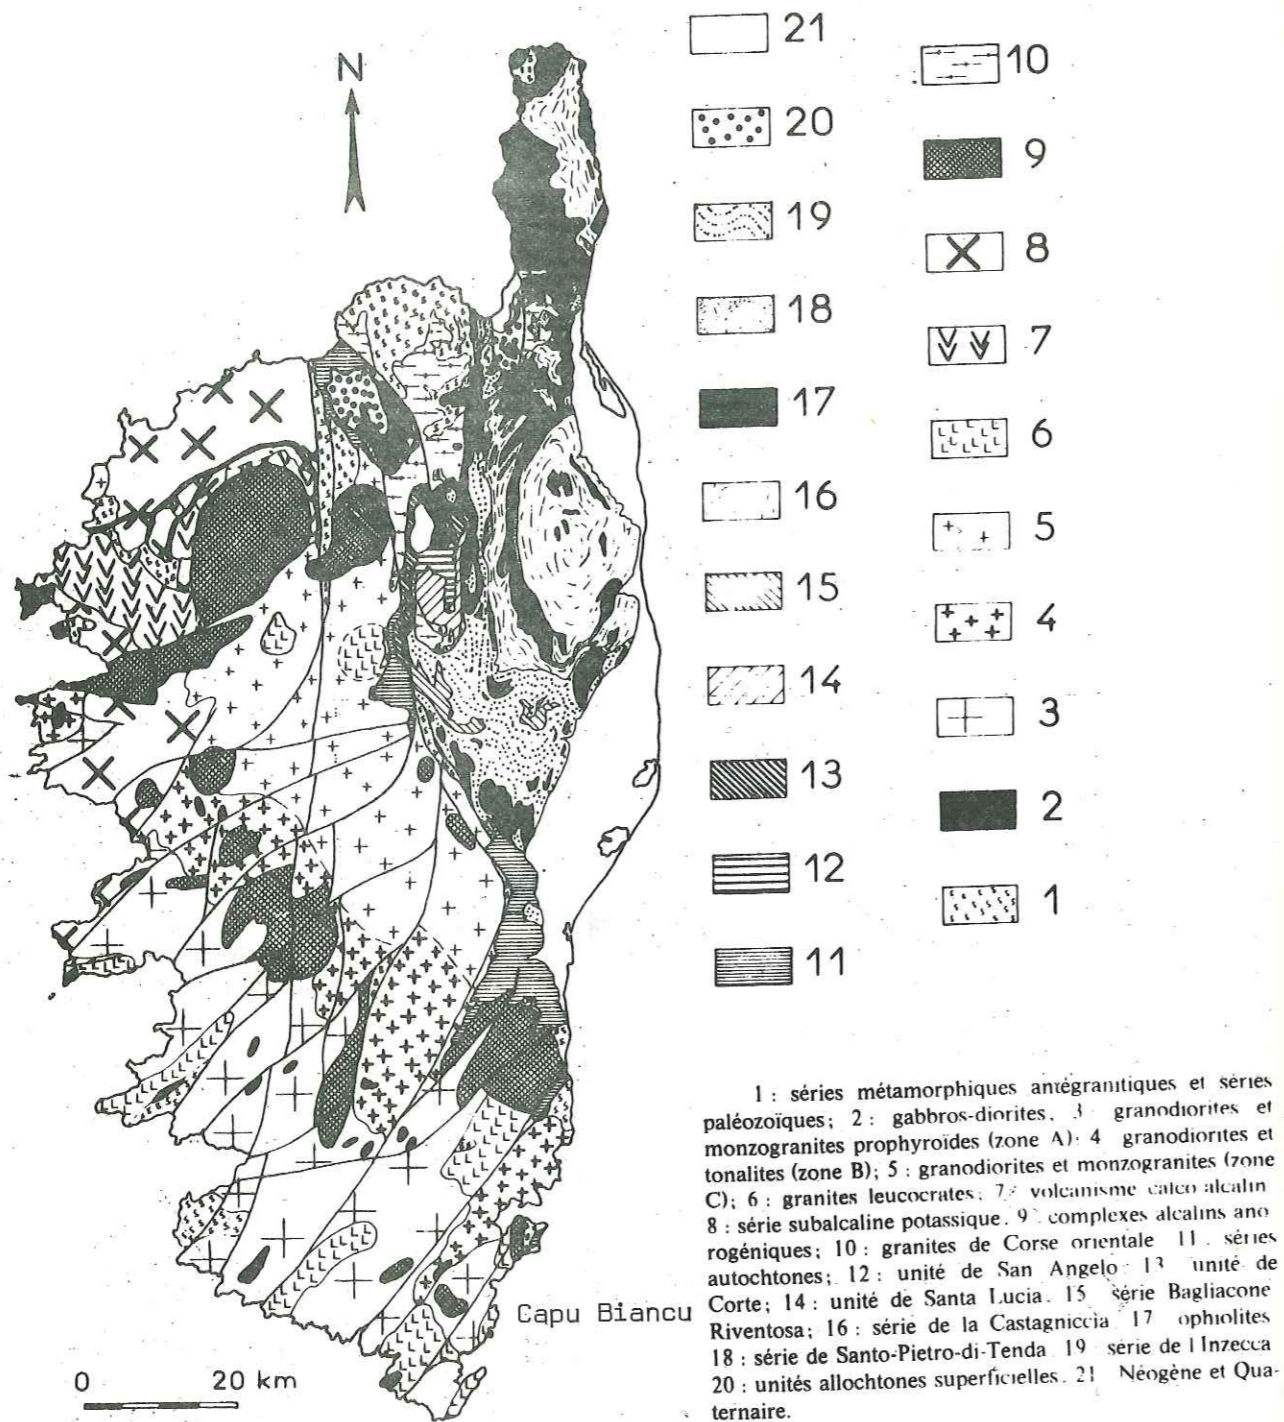 N
21
20
19
18
17
16
15
14
13
12
11
10
9
8
7
6
5
4
3
2
1
Capu Biancu
0 20 km
1 : séries métamorphiques antégranitiques et séries
paléozoïques; 2 : gabbros-diorites. 3 granodiorites et
monzogranites prophyroïdes (zone A). 4 granodiorites et
tonalites (zone B); 5 : granodiorites et monzogranites (zone
C); 6 : granites leucocrates; 7 : volcanisme calco alcalin
8 : série subalcaline potassique. 9 : complexes alcalins ano
rogéniques; 10 : granites de Corse orientale 11 . séries
autochtones; 12 : unité de San Angelo 13 unité de
Corte; 14 : unité de Santa Lucia. 15 série Bagliacone
Riventosa; 16 : série de la Castagniccia 17 ophiolites
18 : série de Santo-Pietro-di-Tenda 19 série de l Inzecca
20 : unités allochtones superficielles. 21 Néogène et Qua-
ternaire.